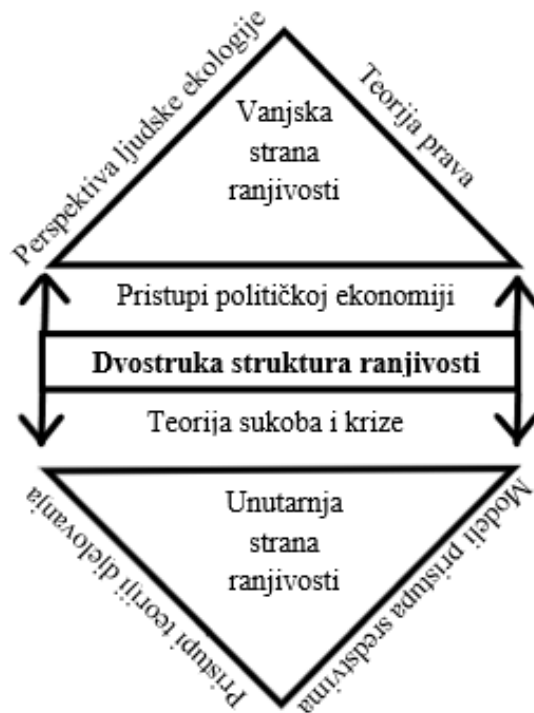 Perspektiva ljudske ekologije
Teorija prava
Vanjska
strana
ranjivosti
Pristupi političkoj ekonomiji
Dvostruka struktura ranjivosti
Teorija sukoba i krize
Unutarnja
strana
ranjivosti
Pristupi teoriji djelovanja
Modeli pristupa sredstvima